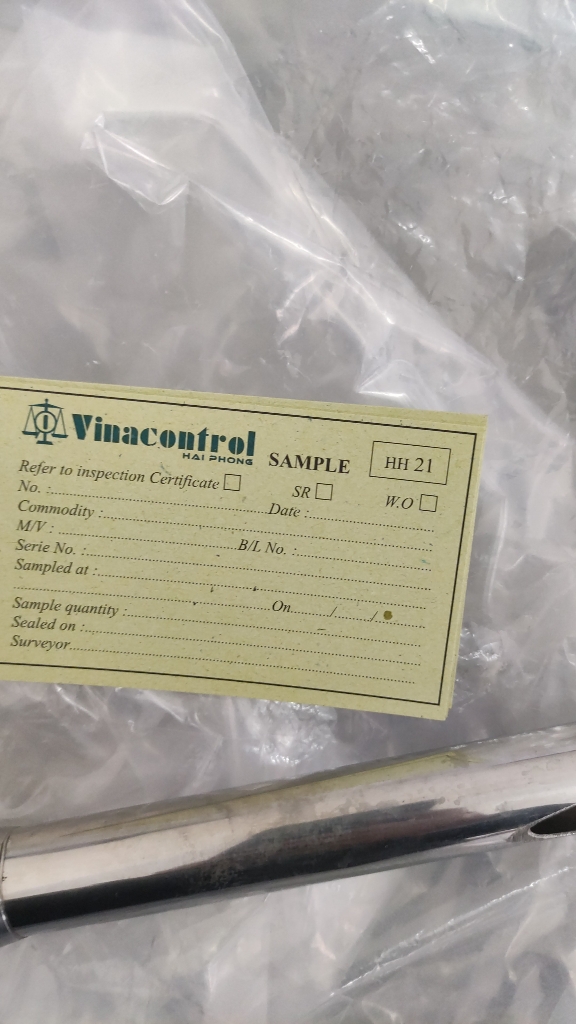 Vinacontrol
HAI PHONG
SAMPLE
HH 21
Refer to inspection Certificate
SR
W.O
No. : Date :
Commodity :
M/V :
B/L No. :
Serie No. :
Sampled at :
On / /
Sample quantity :
Sealed on :
Surveyor